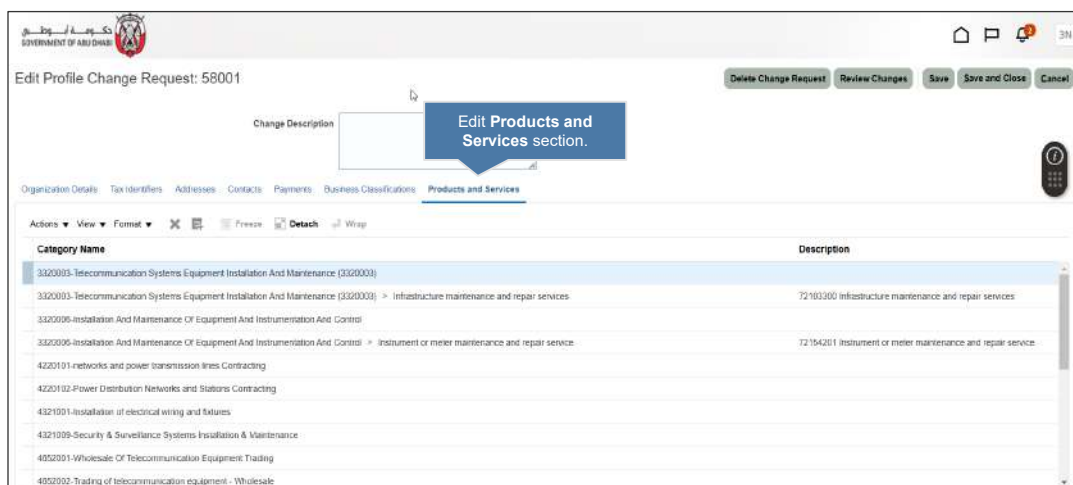 حكومة أبوظبي
GOVERNMENT OF ABU DHABI
2
3N
Edit Profile Change Request: 58001
Delete Change Request Review Changes Save Save and Close Cancel
Change Description
Edit Products and
Services section.
Organization Details Tax Identifiers Addresses Contacts Payments Business Classifications Products and Services
Actions View Format Freeze Detach Wrap
Category Name Description
3320003-Telecommunication Systems Equipment Installation And Maintenance (3320003)
3320003-Telecommunication Systems Equipment Installation And Maintenance (3320003) > Infrastructure maintenance and repair services 72103300 Infrastructure maintenance and repair services
3320006-Installation And Maintenance Of Equipment And Instrumentation And Control
3320006-Installation And Maintenance Of Equipment And Instrumentation And Control > Instrument or meter maintenance and repair service 72154201 Instrument or meter maintenance and repair service
4220101-networks and power transmission lines Contracting
4220102-Power Distribution Networks and Stations Contracting
4321001-Installation of electrical wiring and fixtures
4321009-Security & Surveillance Systems Installation & Maintenance
4652001-Wholesale Of Telecommunication Equipment Trading
4652002-Trading of telecommunication equipment - Wholesale